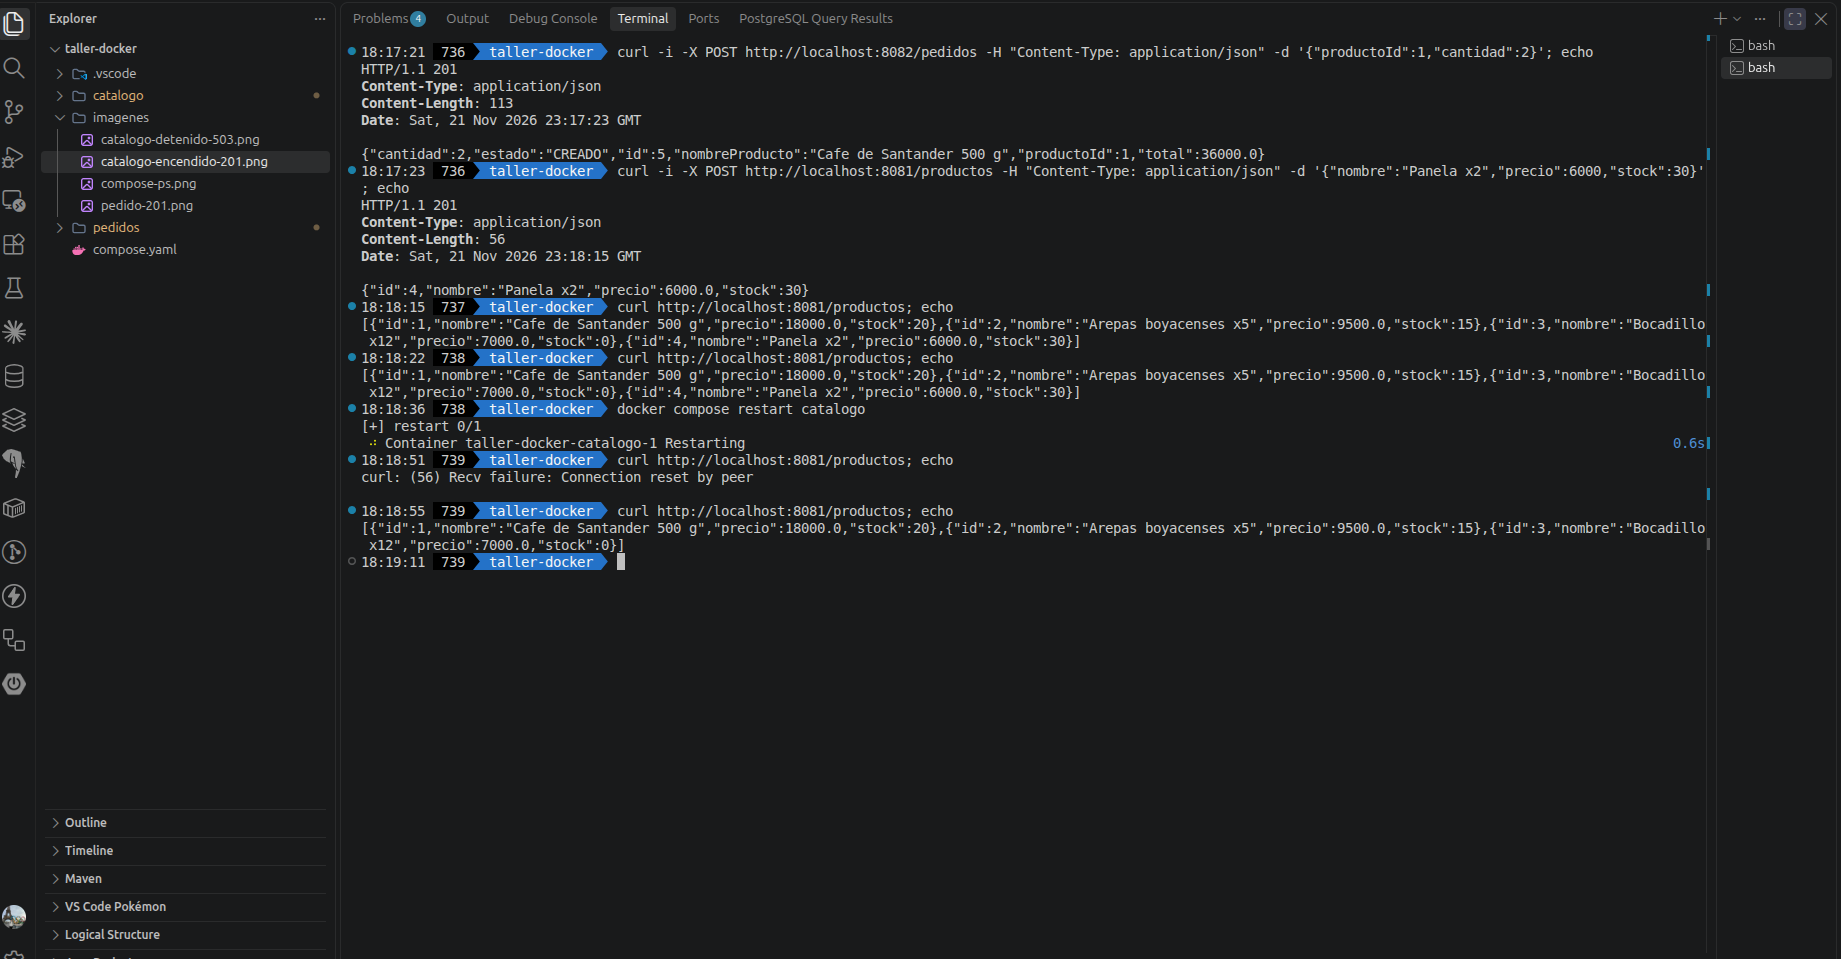 Explorer
taller-docker
.vscode
catalogo
imagenes
catalogo-detenido-503.png
catalogo-encendido-201.png
compose-ps.png
pedido-201.png
pedidos
compose.yaml
Outline
Timeline
Maven
VS Code Pokémon
Logical Structure
Problems 4 Output Debug Console Terminal Ports PostgreSQL Query Results
18:17:21 736 taller-docker curl -i -X POST http://localhost:8082/pedidos -H "Content-Type: application/json" -d '{"productoId":1,"cantidad":2}'; echo
HTTP/1.1 201
Content-Type: application/json
Content-Length: 113
Date: Sat, 21 Nov 2026 23:17:23 GMT
{"cantidad":2,"estado":"CREADO","id":5,"nombreProducto":"Cafe de Santander 500 g","productoId":1,"total":36000.0}
18:17:23 736 taller-docker curl -i -X POST http://localhost:8081/productos -H "Content-Type: application/json" -d '{"nombre":"Panela x2","precio":6000,"stock":30}'
; echo
HTTP/1.1 201
Content-Type: application/json
Content-Length: 56
Date: Sat, 21 Nov 2026 23:18:15 GMT
{"id":4,"nombre":"Panela x2","precio":6000.0,"stock":30}
18:18:15 737 taller-docker curl http://localhost:8081/productos; echo
[{"id":1,"nombre":"Cafe de Santander 500 g","precio":18000.0,"stock":20},{"id":2,"nombre":"Arepas boyacenses x5","precio":9500.0,"stock":15},{"id":3,"nombre":"Bocadillo
x12","precio":7000.0,"stock":0},{"id":4,"nombre":"Panela x2","precio":6000.0,"stock":30}]
18:18:22 738 taller-docker curl http://localhost:8081/productos; echo
[{"id":1,"nombre":"Cafe de Santander 500 g","precio":18000.0,"stock":20},{"id":2,"nombre":"Arepas boyacenses x5","precio":9500.0,"stock":15},{"id":3,"nombre":"Bocadillo
x12","precio":7000.0,"stock":0},{"id":4,"nombre":"Panela x2","precio":6000.0,"stock":30}]
18:18:36 738 taller-docker docker compose restart catalogo
[+] restart 0/1
Container taller-docker-catalogo-1 Restarting 0.6s
18:18:51 739 taller-docker curl http://localhost:8081/productos; echo
curl: (56) Recv failure: Connection reset by peer
18:18:55 739 taller-docker curl http://localhost:8081/productos; echo
[{"id":1,"nombre":"Cafe de Santander 500 g","precio":18000.0,"stock":20},{"id":2,"nombre":"Arepas boyacenses x5","precio":9500.0,"stock":15},{"id":3,"nombre":"Bocadillo
x12","precio":7000.0,"stock":0}]
18:19:11 739 taller-docker
bash
bash